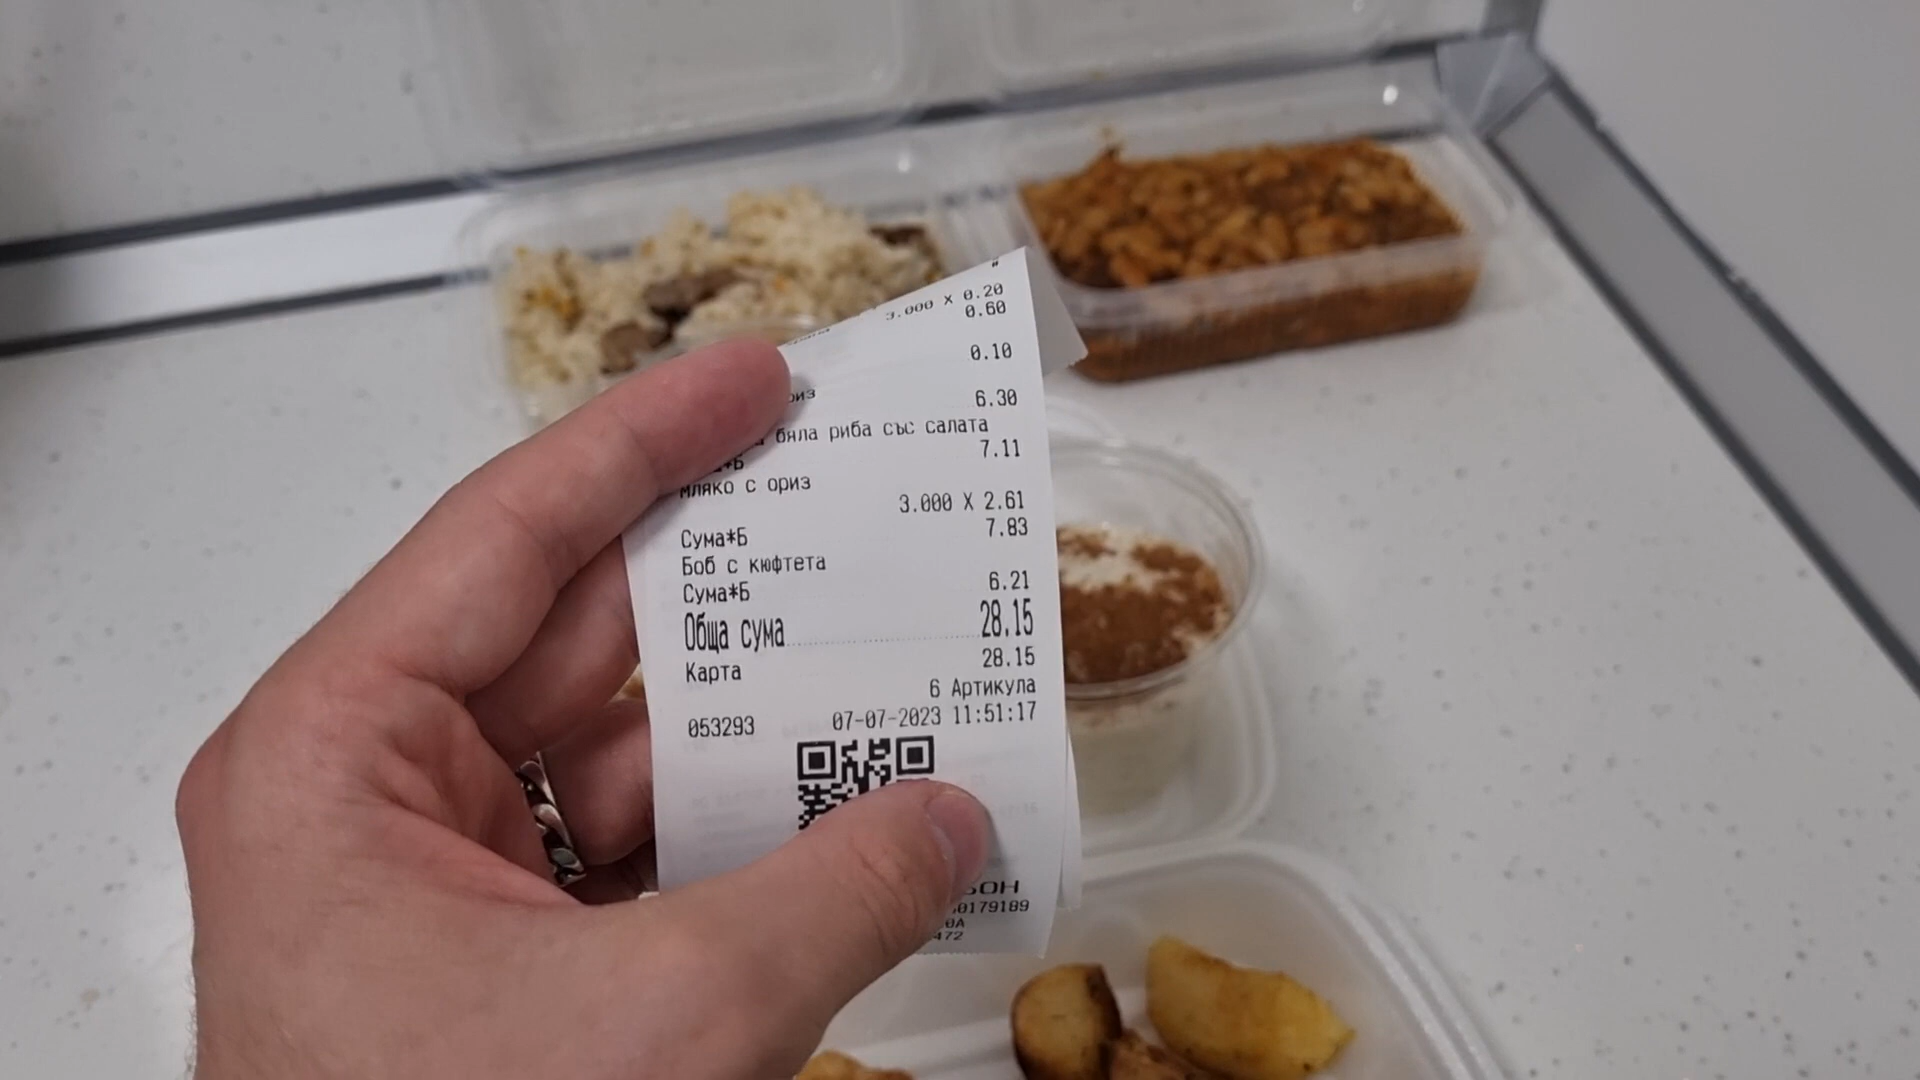 3.000 X 0.20
0.60
0.10
6.30
бяла риба със салата
7.11
Мляко с ориз
3.000 X 2.61
Сума*Б 7.83
Боб с кюфтета
Сума*Б 6.21
Обща сума 28.15
Карта 28.15
6 Артикула
053293 07-07-2023 11:51:17